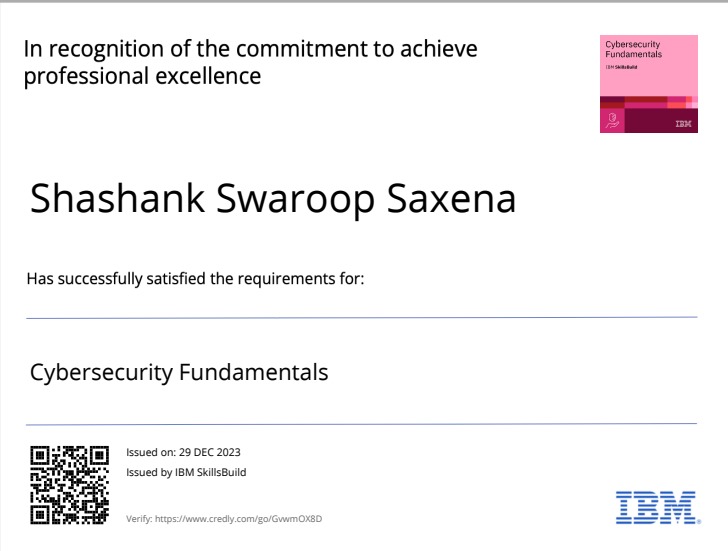 In recognition of the commitment to achieve
professional excellence
Cybersecurity
Fundamentals
IBM SkillsBuild
IBM
Shashank Swaroop Saxena
Has successfully satisfied the requirements for:
Cybersecurity Fundamentals
Issued on: 29 DEC 2023
Issued by IBM SkillsBuild
Verify: https://www.credly.com/go/GvwmOX8D
IBM®